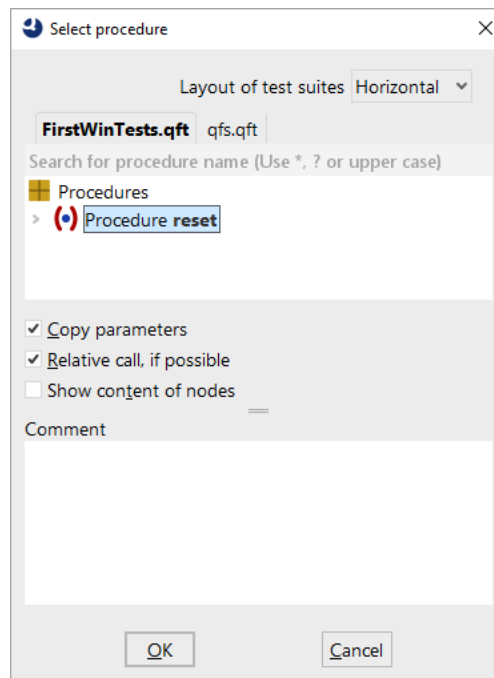 Select procedure
Layout of test suites Horizontal
FirstWinTests.qft qfs.qft
Search for procedure name (Use *, ? or upper case)
Procedures
Procedure reset
Copy parameters
Relative call, if possible
Show content of nodes
Comment
OK Cancel